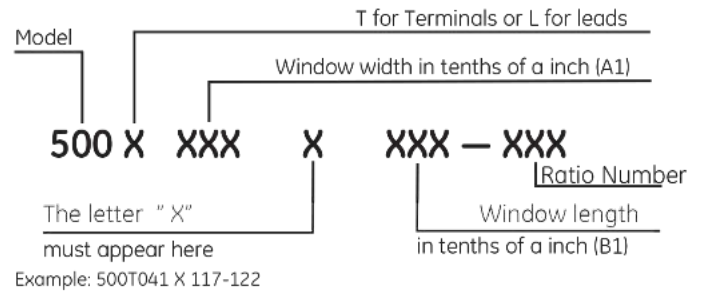 T for Terminals or L for leads
Model
Window width in tenths of a inch (A1)
500 X XXX X XXX — XXX
Ratio Number
The letter " X" Window length
must appear here in tenths of a inch (B1)
Example: 500T041 X 117-122